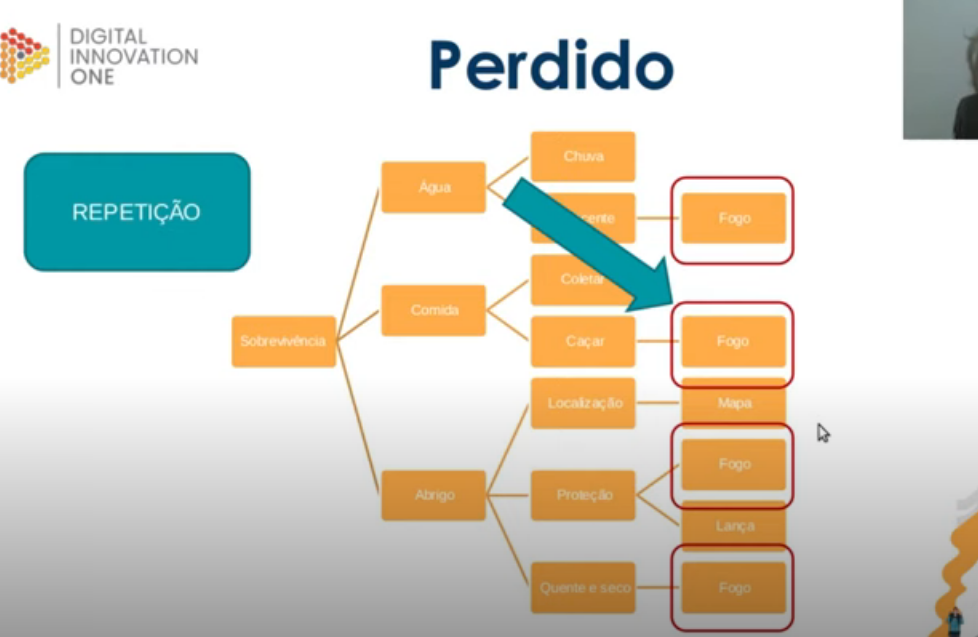 DIGITAL
INNOVATION
ONE
Perdido
REPETIÇÃO
Sobrevivência
Água
Chuva
Fogo
Comida
Coletar
Caçar
Fogo
Abrigo
Localização
Mapa
Proteção
Fogo
Lança
Quente e seco
Fogo